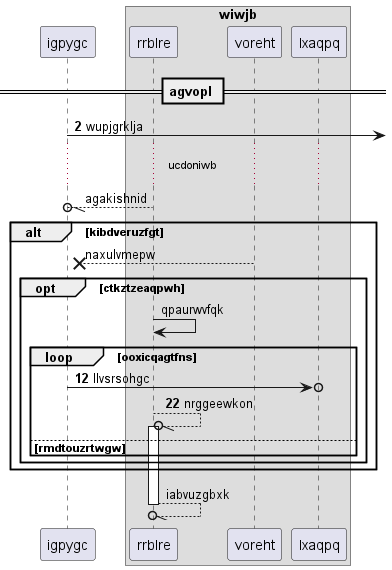 wiwjb
igpygc rrblre voreht lxaqpq
agvopl
2 wupjgrklja
ucdoniwb
agakishnid
alt [kibdveruzfgt]
naxulvmepw
opt [ctkztzeaqpwh]
qpaurwvfqk
loop [ooxicqagtfns]
12 llvsrsohgc
22 nrggeewkon
[rmdtouzrtwgw]
iabvuzgbxk
igpygc rrblre voreht lxaqpq